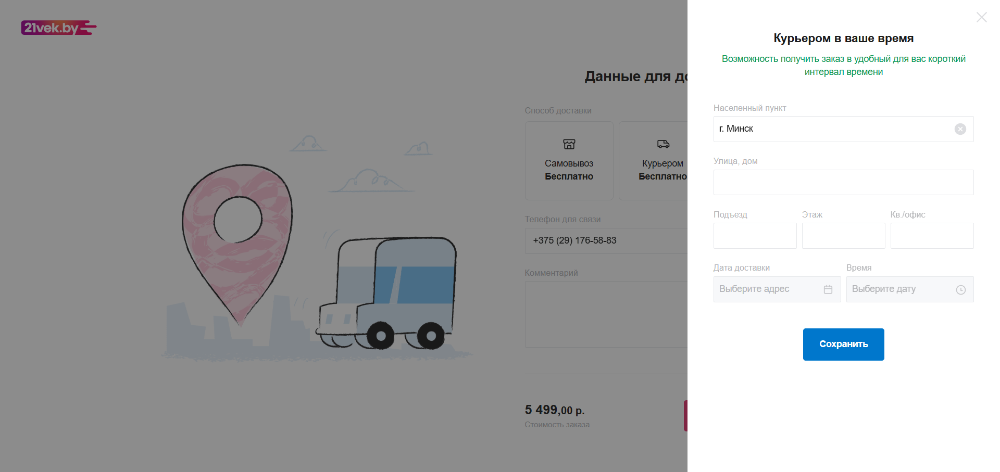 21vek.by
Данные для до
Способ доставки
Самовывоз
Бесплатно
Курьером
Бесплатно
Телефон для связи
+375 (29) 176-58-83
Комментарий
5 499,00 р.
Стоимость заказа
Курьером в ваше время
Возможность получить заказ в удобный для вас короткий
интервал времени
Населенный пункт
г. Минск
Улица, дом
Подъезд Этаж Кв./офис
Дата доставки Время
Выберите адрес Выберите дату
Сохранить